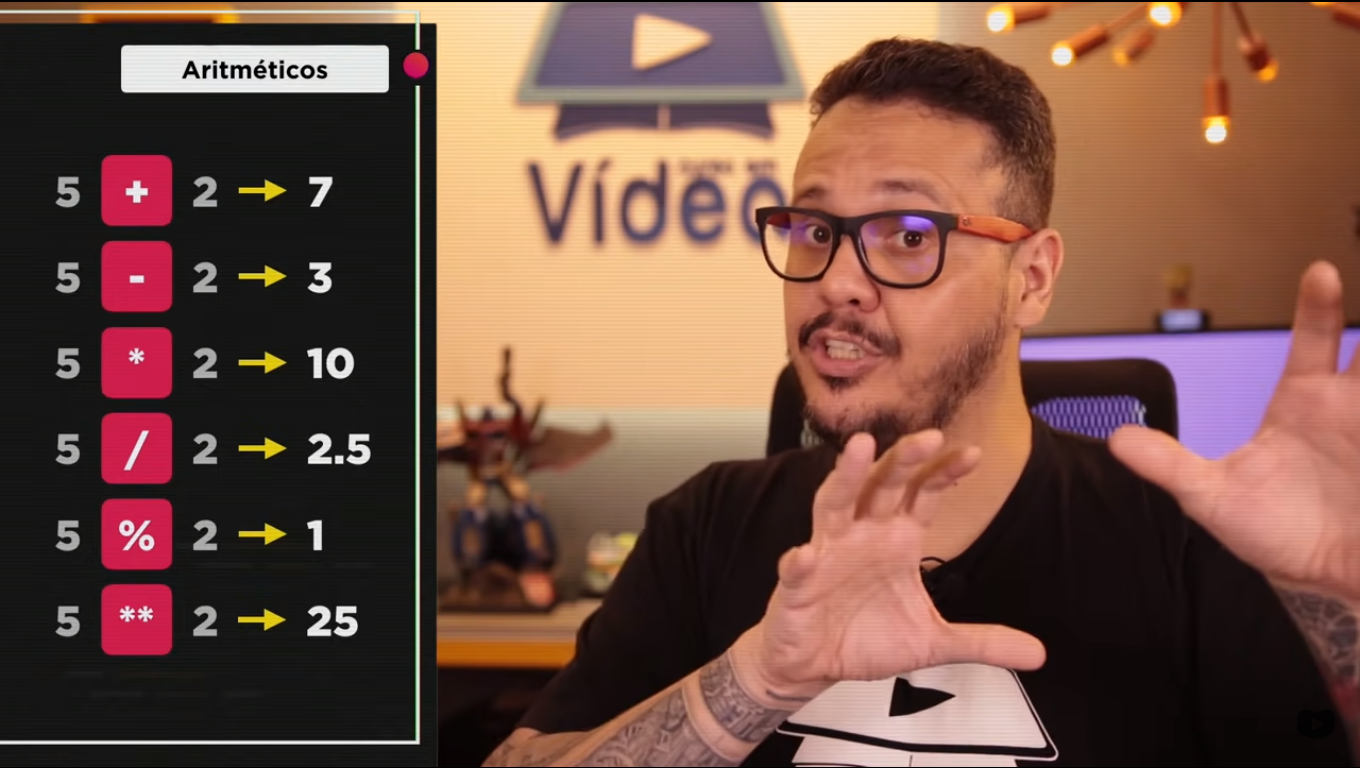 Aritméticos
5 + 2 → 7
5 - 2 → 3
5 * 2 → 10
5 / 2 → 2.5
5 % 2 → 1
5 ** 2 → 25
Vídeo